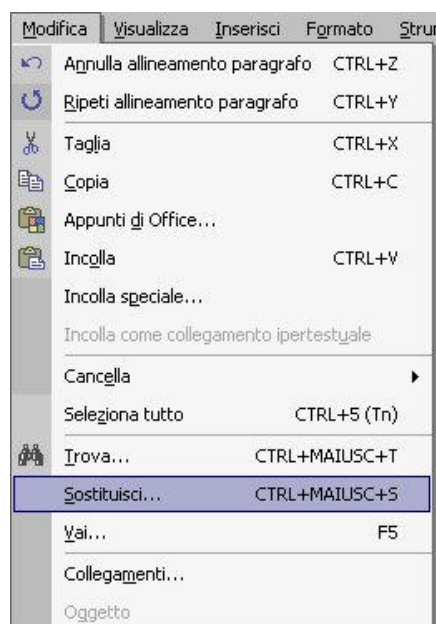 Modifica Visualizza Inserisci Formato Stru
Annulla allineamento paragrafo CTRL+Z
Ripeti allineamento paragrafo CTRL+Y
Taglia CTRL+X
Copia CTRL+C
Appunti di Office...
Incolla CTRL+V
Incolla speciale...
Incolla come collegamento ipertestuale
Cancella
Seleziona tutto CTRL+5 (Tn)
Trova... CTRL+MAIUSC+T
Sostituisci... CTRL+MAIUSC+S
Vai... F5
Collegamenti...
Oggetto